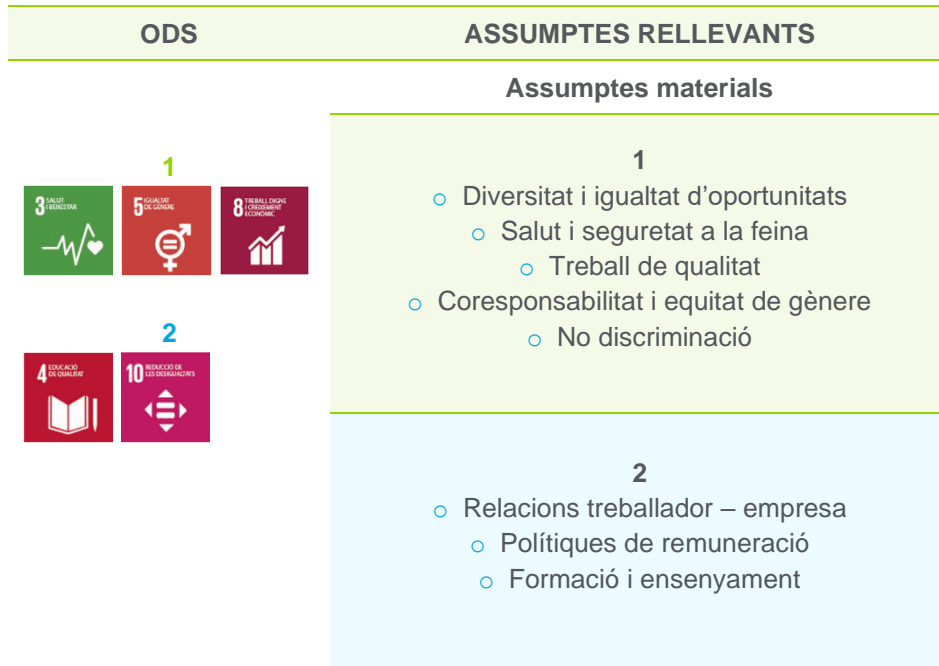 ODS
ASSUMPTES RELLEVANTS
Assumptes materials
1
3 SALUT
I BENESTAR
5 IGUALTAT
DE GÈNERE
8 TREBALL DIGNE
I CREIXEMENT
ECONÒMIC
2
4 EDUCACIÓ
DE QUALITAT
10 REDUCCIÓ DE
LES DESIGUALTATS
1
o Diversitat i igualtat d'oportunitats
o Salut i seguretat a la feina
o Treball de qualitat
o Coresponsabilitat i equitat de gènere
o No discriminació
2
o Relacions treballador – empresa
o Polítiques de remuneració
o Formació i ensenyament